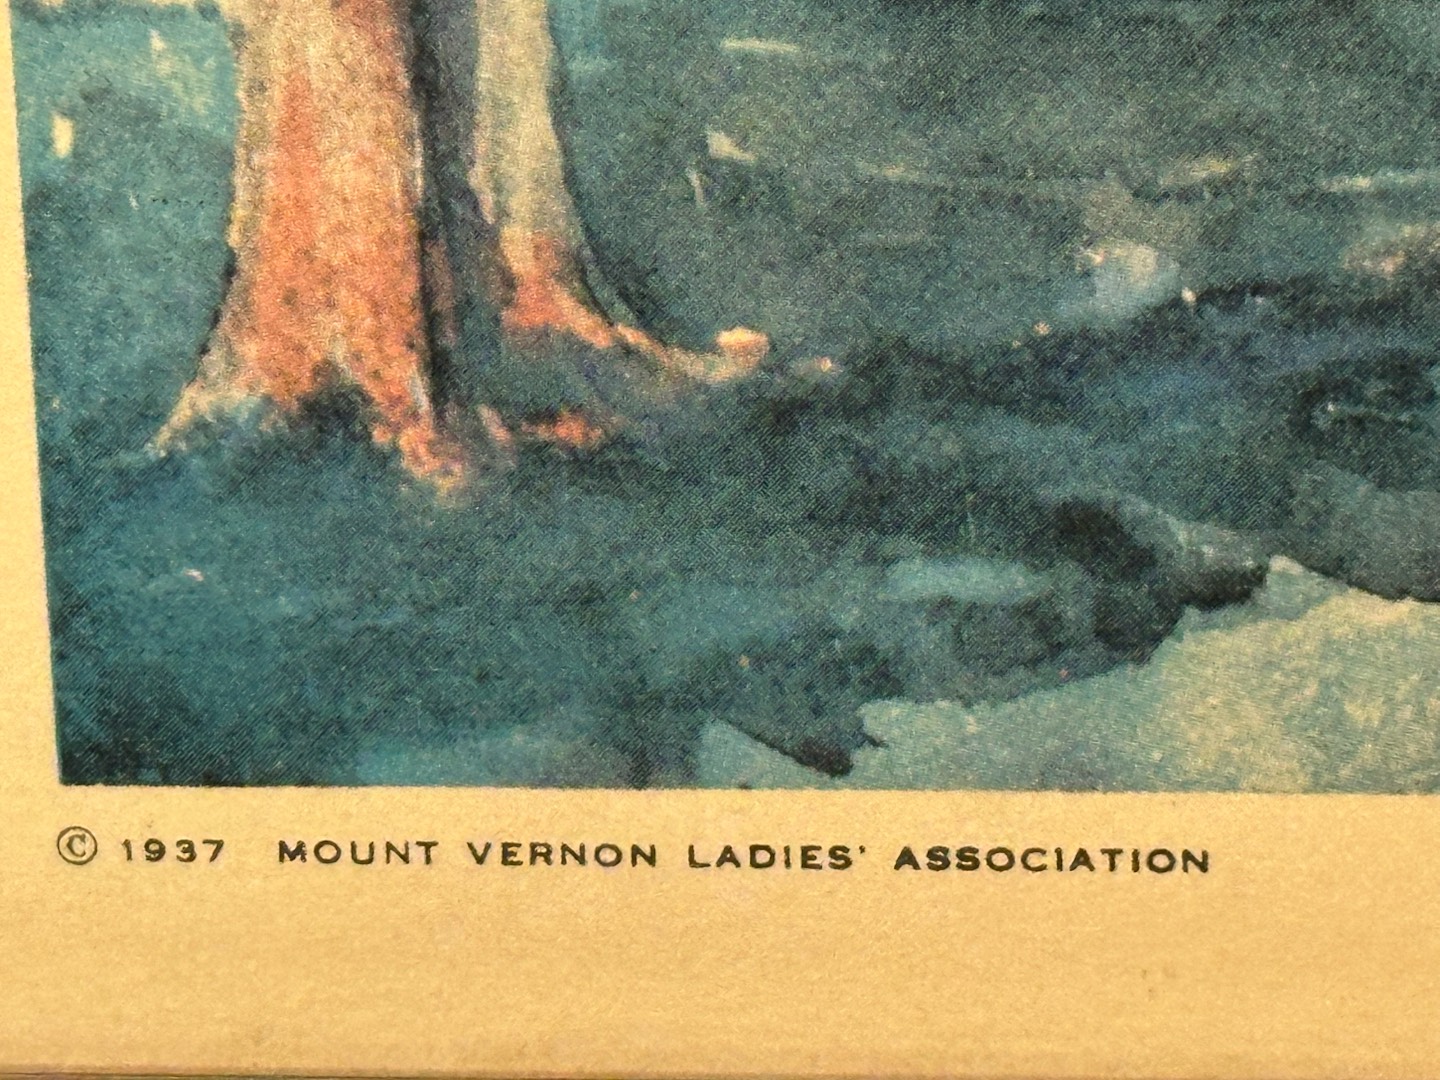 © 1937 MOUNT VERNON LADIES' ASSOCIATION